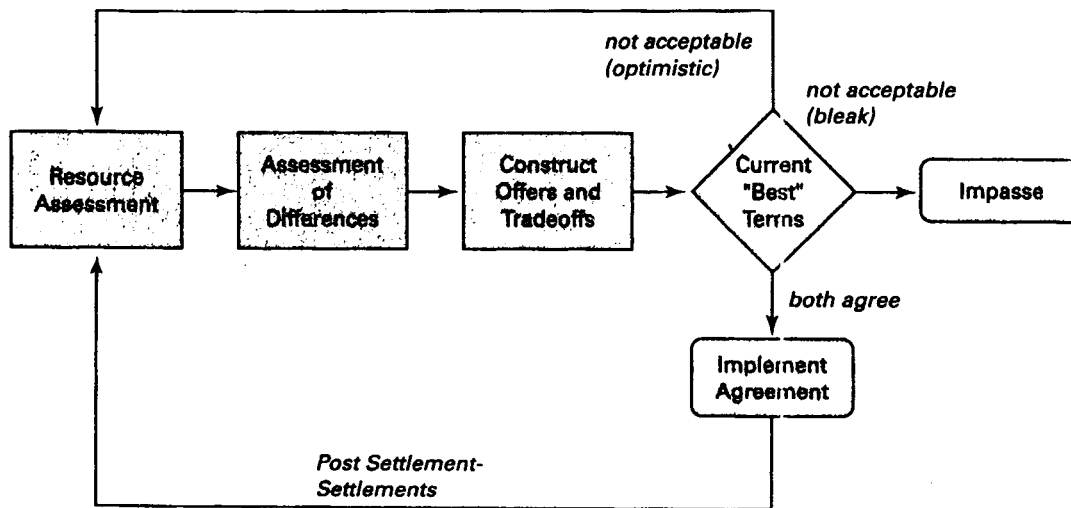 not acceptable
(optimistic)
not acceptable
(bleak)
Resource
Assessment
Assessment
of
Differences
Construct
Offers and
Tradeoffs
Current
"Best"
Terms
Impasse
both agree
Implement
Agreement
Post Settlement-
Settlements